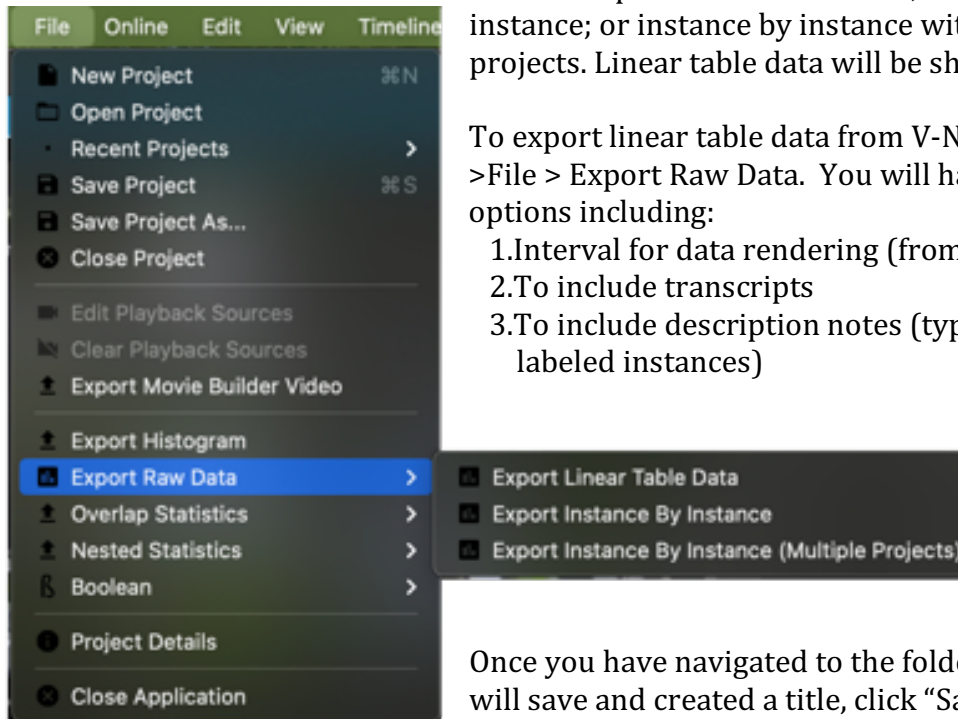 File Online Edit View Timeline
New Project ⌘N
Open Project
Recent Projects >
Save Project ⌘S
Save Project As...
Close Project
Edit Playback Sources
Clear Playback Sources
Export Movie Builder Video
Export Histogram
Export Raw Data >
Overlap Statistics >
Nested Statistics >
Boolean >
Project Details
Close Application
Export Linear Table Data
Export Instance By Instance
Export Instance By Instance (Multiple Projects)
instance; or instance by instance wit
projects. Linear table data will be sh
To export linear table data from V-N
>File > Export Raw Data. You will ha
options including:
1.Interval for data rendering (from
2.To include transcripts
3.To include description notes (typ
labeled instances)
Once you have navigated to the folde
will save and created a title, click “Sa